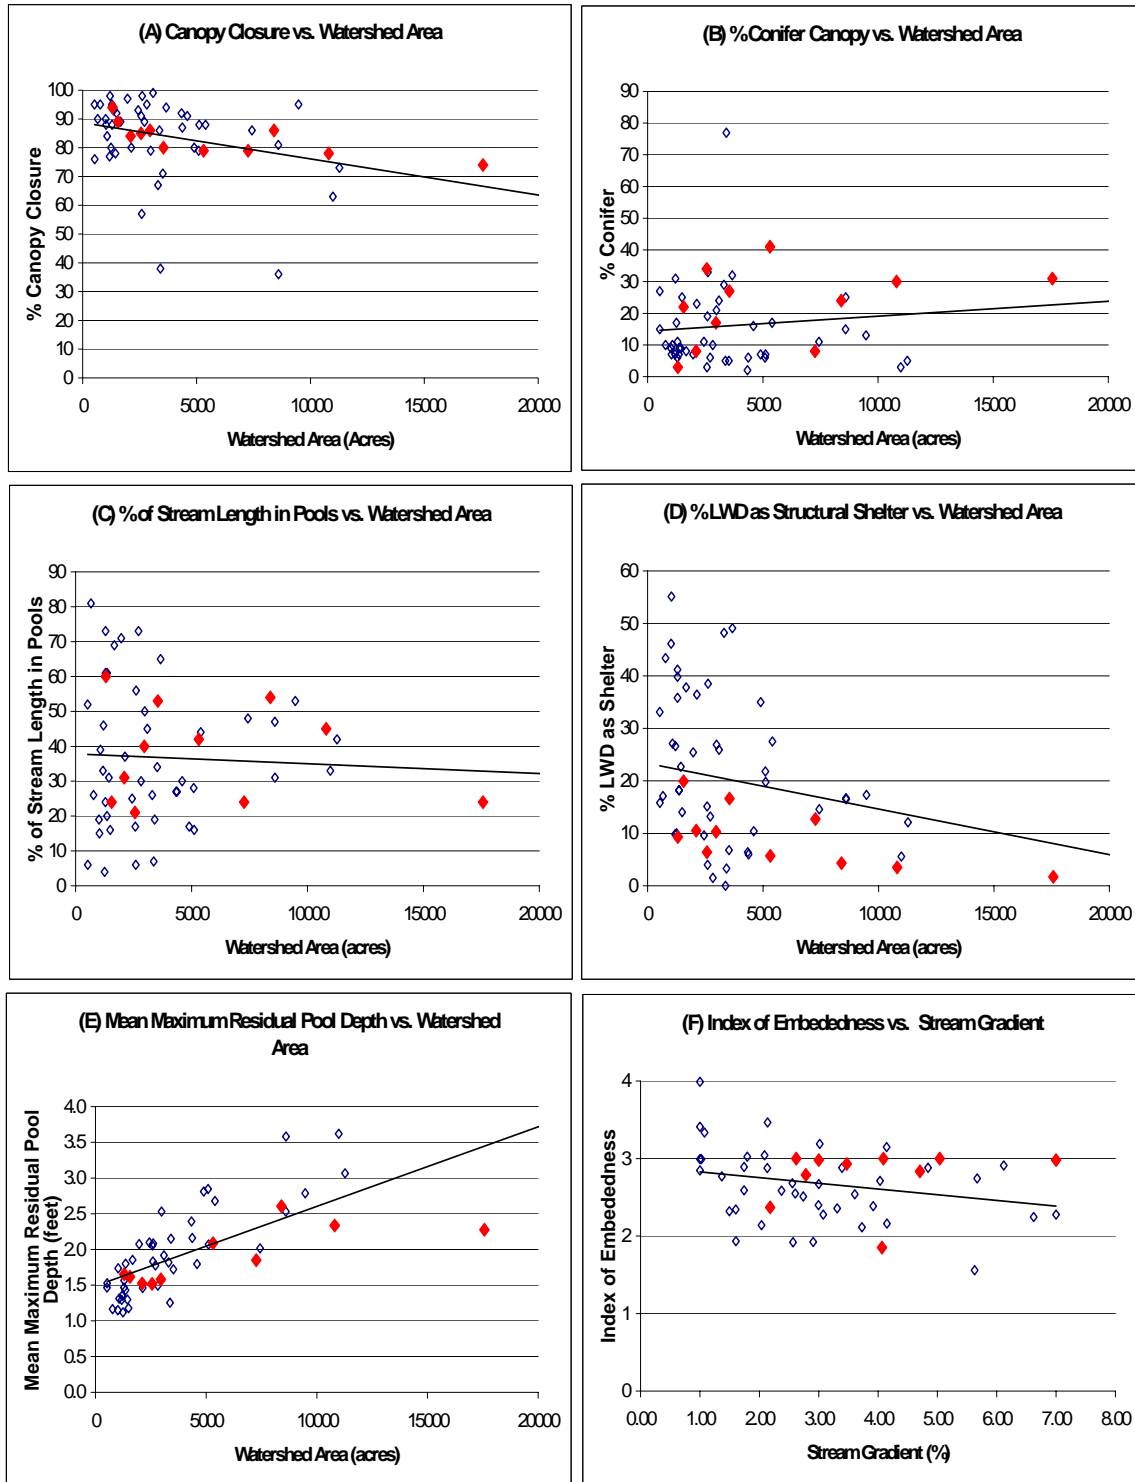 (A) Canopy Closure vs. Watershed Area
% Canopy Closure
100
90
80
70
60
50
40
30
20
10
0
0 5000 10000 15000 20000
Watershed Area (Acres)
(B) % Conifer Canopy vs. Watershed Area
% Conifer
100
90
80
70
60
50
40
30
20
10
0
0 5000 10000 15000 20000
Watershed Area (acres)
(C) % of Stream Length in Pools vs. Watershed Area
% of Stream Length in Pools
90
80
70
60
50
40
30
20
10
0
0 5000 10000 15000 20000
Watershed Area (acres)
(D) % LWD as Structural Shelter vs. Watershed Area
% LWD as Shelter
60
50
40
30
20
10
0
0 5000 10000 15000 20000
Watershed Area (acres)
(E) Mean Maximum Residual Pool Depth vs. Watershed
Area
Mean Maximum Residual Pool
Depth (feet)
4.0
3.5
3.0
2.5
2.0
1.5
1.0
0.5
0.0
0 5000 10000 15000 20000
Watershed Area (acres)
(F) Index of Embededness vs. Stream Gradient
Index of Embededness
4
3
2
1
0
0.00 1.00 2.00 3.00 4.00 5.00 6.00 7.00 8.00
Stream Gradient (%)